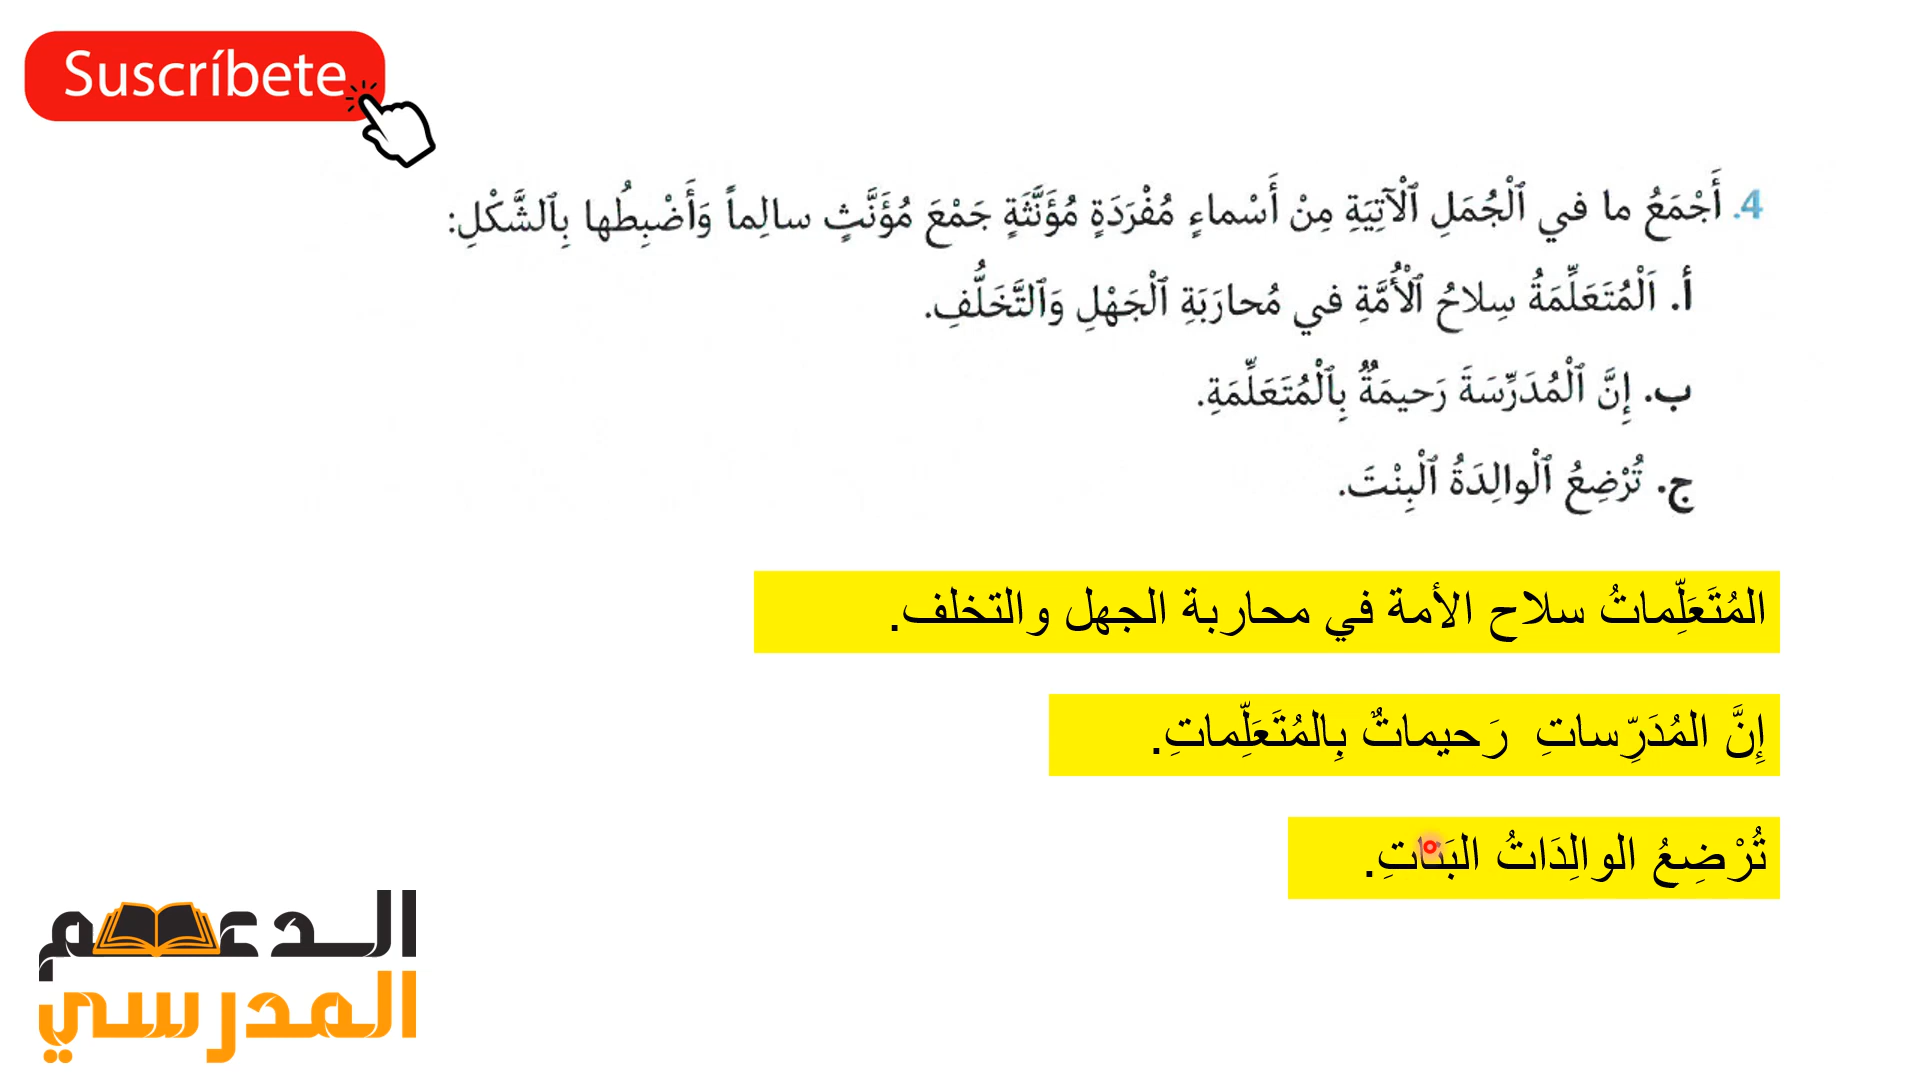 Suscríbete
4. أَجْمَعُ ما في ٱلْجُمَلِ ٱلْآتِيَةِ مِنْ أَسْماءٍ مُفْرَدَةٍ مُؤَنَّثَةٍ جَمْعَ مُؤَنَّثٍ سالِماً وَأَضْبِطُها بِٱلشَّكْلِ:
أ. اَلْمُتَعَلِّمَةُ سِلاحُ ٱلْأُمَّةِ في مُحارَبَةِ ٱلْجَهْلِ وَٱلتَّخَلُّفِ.
ب. إِنَّ ٱلْمُدَرِّسَةَ رَحيمَةٌ بِٱلْمُتَعَلِّمَةِ.
ج. تُرْضِعُ ٱلْوالِدَةُ ٱلْبِنْتَ.
المُتَعَلِّماتُ سلاح الأمة في محاربة الجهل والتخلف.
إِنَّ المُدَرِّساتِ رَحيماتٌ بِالمُتَعَلِّماتِ.
تُرْضِعُ الوالِدَاتُ البَناتِ.
الدعم
المدرسي